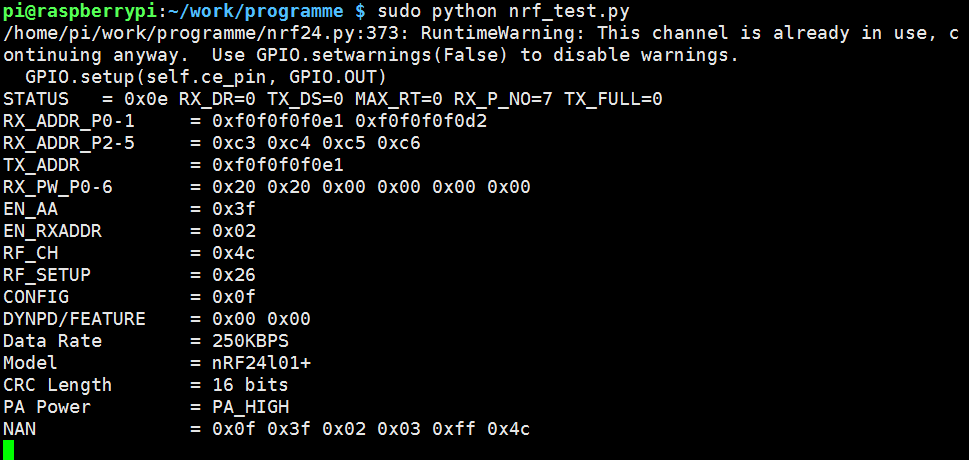 pi@raspberrypi:~/work/programme $ sudo python nrf_test.py
/home/pi/work/programme/nrf24.py:373: RuntimeWarning: This channel is already in use, c
ontinuing anyway.  Use GPIO.setwarnings(False) to disable warnings.
  GPIO.setup(self.ce_pin, GPIO.OUT)
STATUS   = 0x0e RX_DR=0 TX_DS=0 MAX_RT=0 RX_P_NO=7 TX_FULL=0
RX_ADDR_P0-1     = 0xf0f0f0f0e1 0xf0f0f0f0d2
RX_ADDR_P2-5     = 0xc3 0xc4 0xc5 0xc6
TX_ADDR          = 0xf0f0f0f0e1
RX_PW_P0-6       = 0x20 0x20 0x00 0x00 0x00 0x00
EN_AA            = 0x3f
EN_RXADDR        = 0x02
RF_CH            = 0x4c
RF_SETUP         = 0x26
CONFIG           = 0x0f
DYNPD/FEATURE    = 0x00 0x00
Data Rate        = 250KBPS
Model            = nRF24l01+
CRC Length       = 16 bits
PA Power         = PA_HIGH
NAN              = 0x0f 0x3f 0x02 0x03 0xff 0x4c